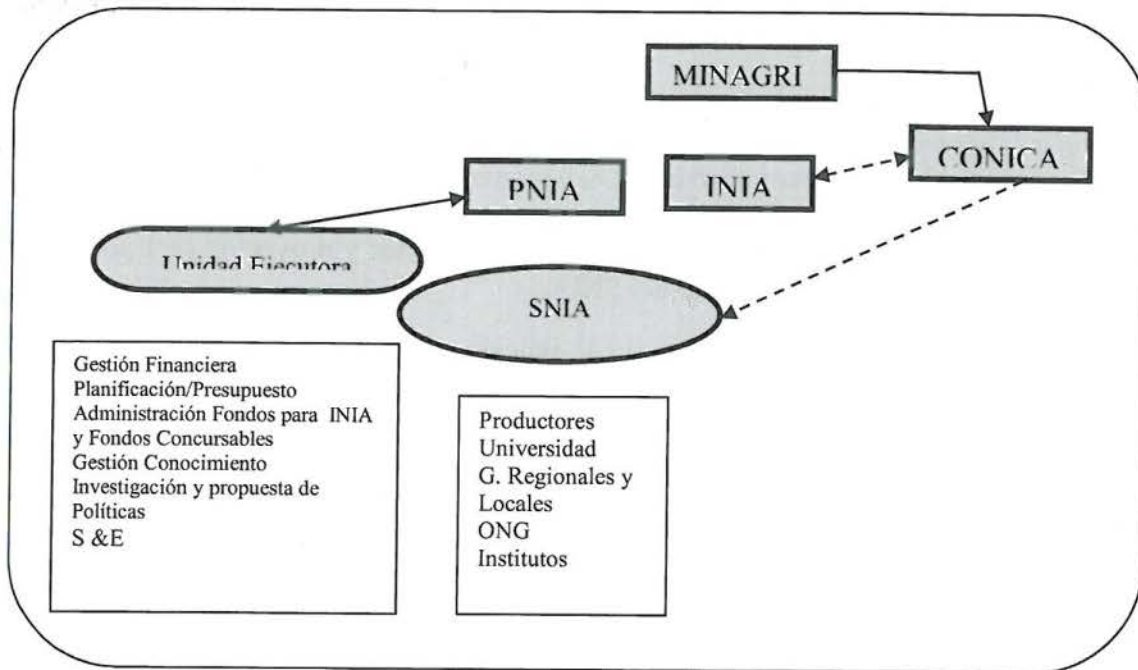 MINAGRI
CONICA
PNIA
INIA
Unidad Ejecutora
SNIA
Gestión Financiera
Planificación/Presupuesto
Administración Fondos para INIA
y Fondos Concursables
Gestión Conocimiento
Investigación y propuesta de
Políticas
S &E
Productores
Universidad
G. Regionales y
Locales
ONG
Institutos